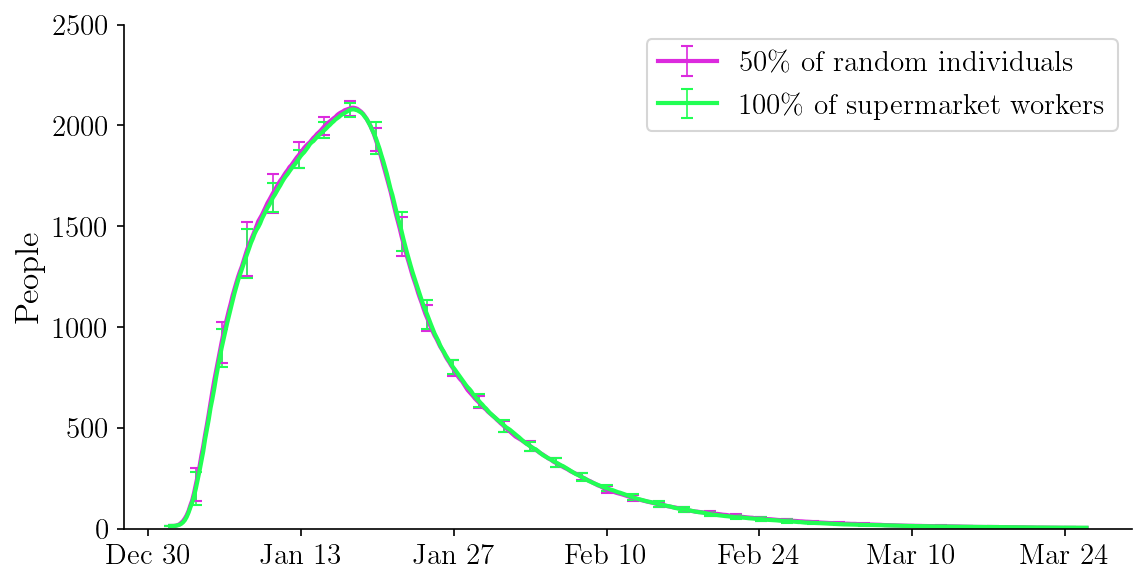 2500
2000
1500
1000
500
0
People
50% of random individuals
100% of supermarket workers
Dec 30 Jan 13 Jan 27 Feb 10 Feb 24 Mar 10 Mar 24